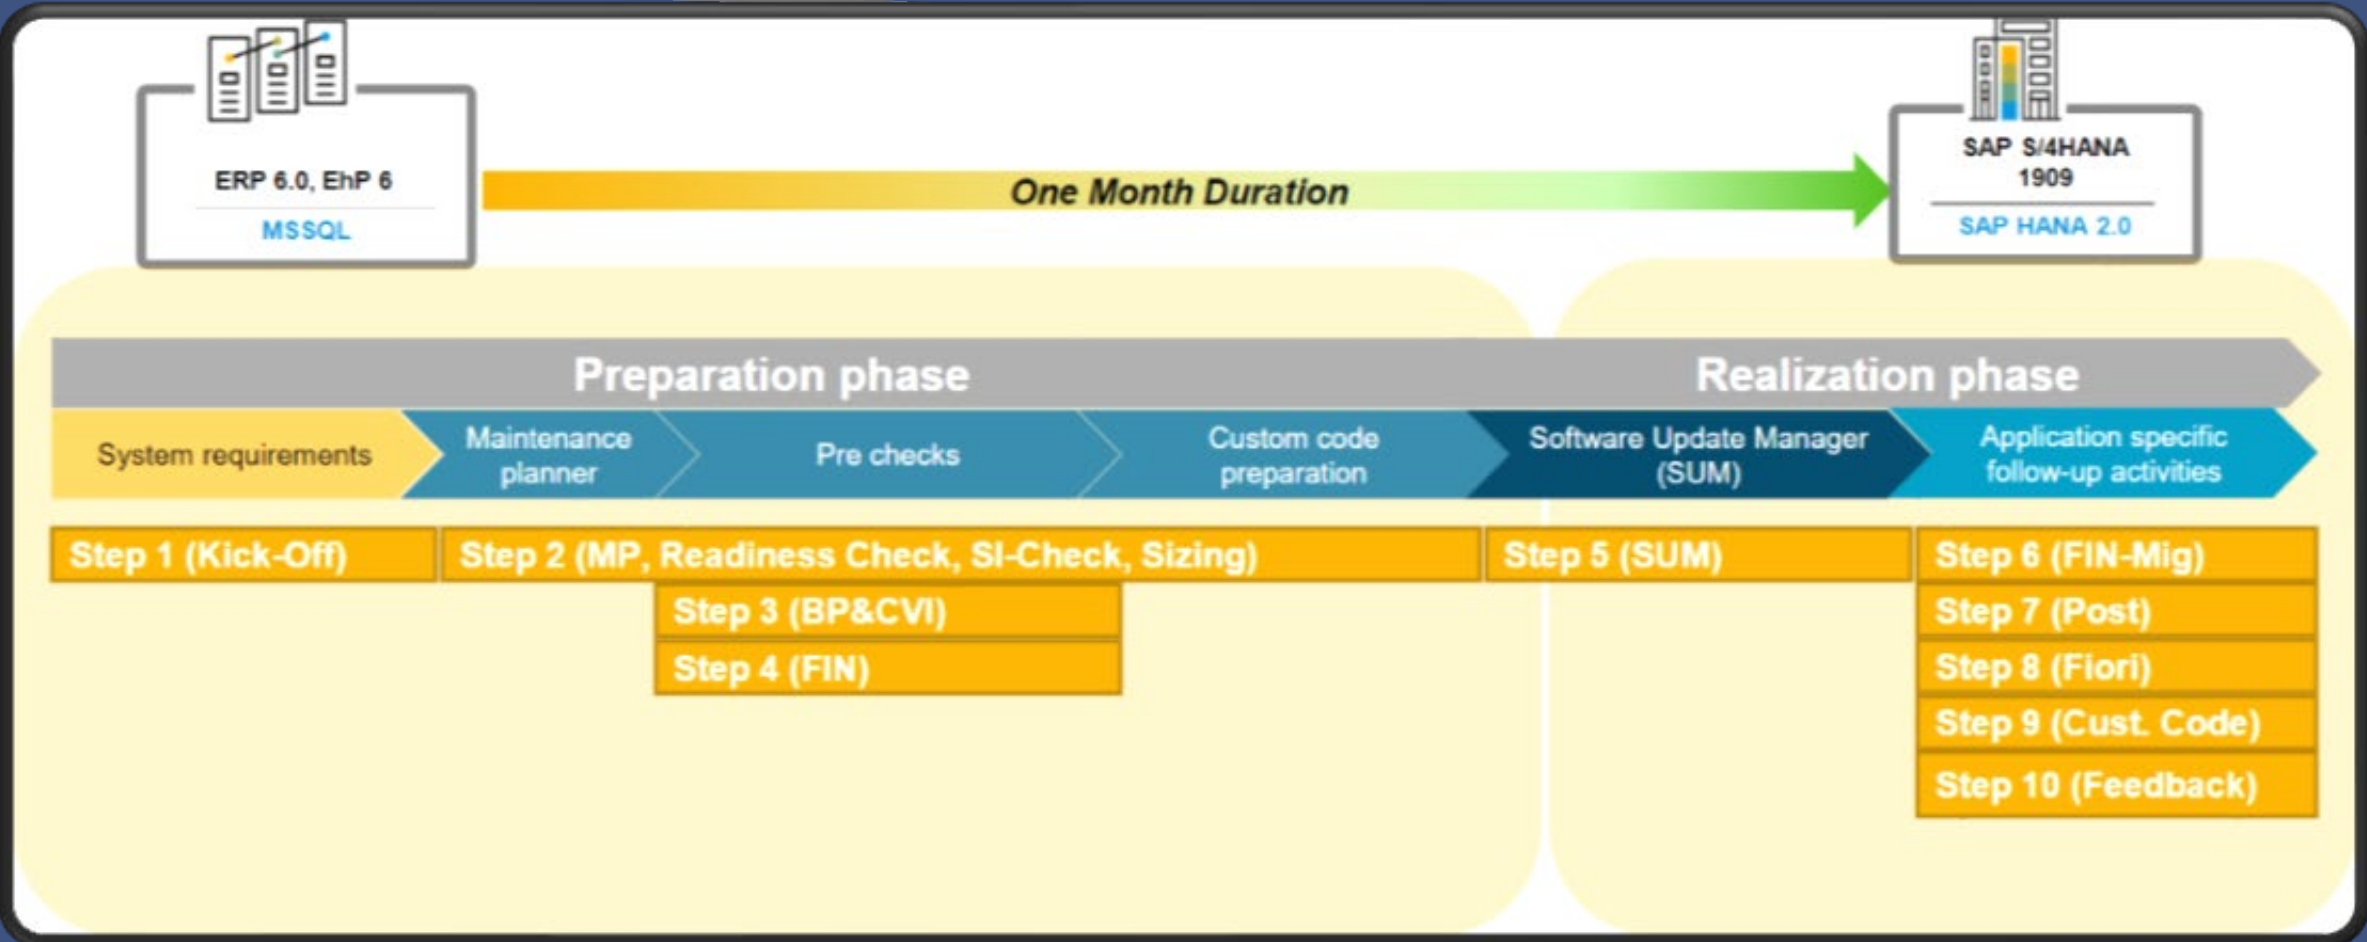 ERP 6.0, EhP 6
MSSQL
One Month Duration
SAP S/4HANA
1909
SAP HANA 2.0
Preparation phase
Realization phase
System requirements
Maintenance
planner
Pre checks
Custom code
preparation
Software Update Manager
(SUM)
Application specific
follow-up activities
Step 1 (Kick-Off)
Step 2 (MP, Readiness Check, SI-Check, Sizing)
Step 3 (BP&CVI)
Step 4 (FIN)
Step 5 (SUM)
Step 6 (FIN-Mig)
Step 7 (Post)
Step 8 (Fiori)
Step 9 (Cust. Code)
Step 10 (Feedback)